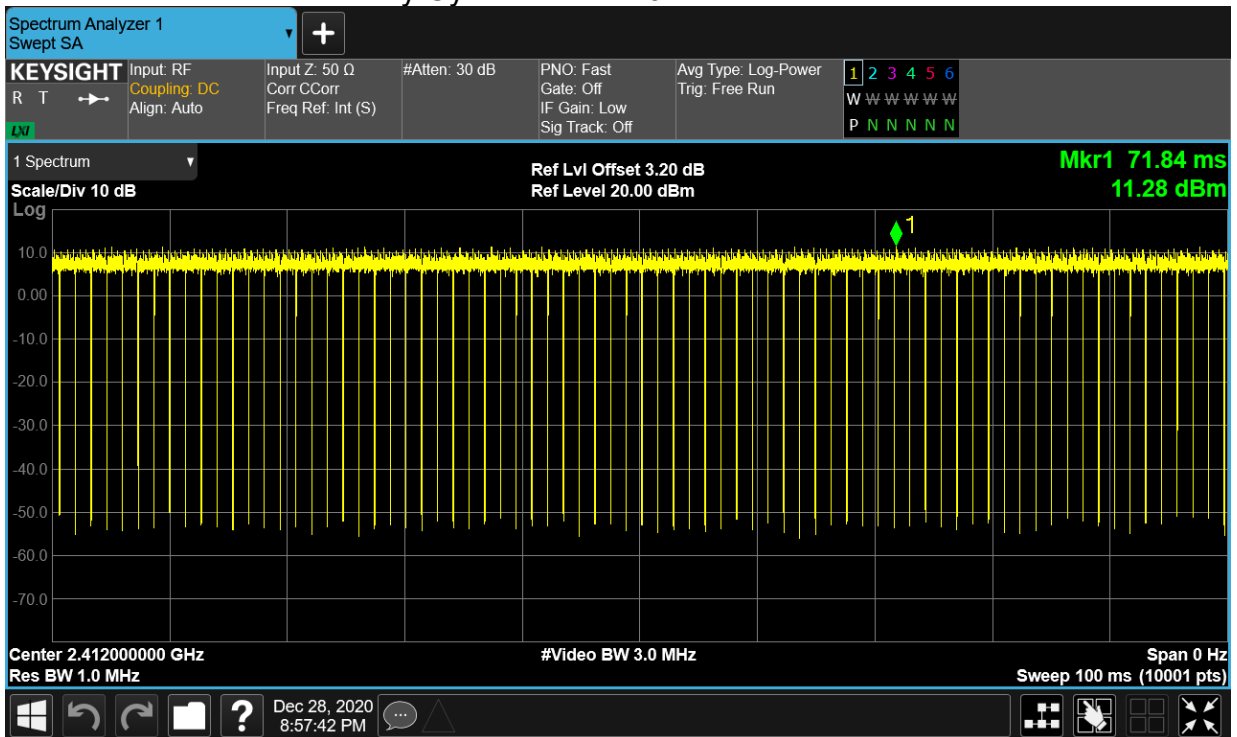 Spectrum Analyzer 1
Swept SA
KEYSIGHT
R T
LXI
Input: RF
Coupling: DC
Align: Auto
Input Z: 50 Ω
Corr CCorr
Freq Ref: Int (S)
#Atten: 30 dB
PNO: Fast
Gate: Off
IF Gain: Low
Sig Track: Off
Avg Type: Log-Power
Trig: Free Run
1 2 3 4 5 6
W W W W W W
P N N N N N
1 Spectrum
Scale/Div 10 dB
Log
Ref Lvl Offset 3.20 dB
Ref Level 20.00 dBm
Mkr1 71.84 ms
11.28 dBm
1
10.0
0.00
-10.0
-20.0
-30.0
-40.0
-50.0
-60.0
-70.0
Center 2.412000000 GHz
Res BW 1.0 MHz
#Video BW 3.0 MHz
Span 0 Hz
Sweep 100 ms (10001 pts)
?
Dec 28, 2020
8:57:42 PM